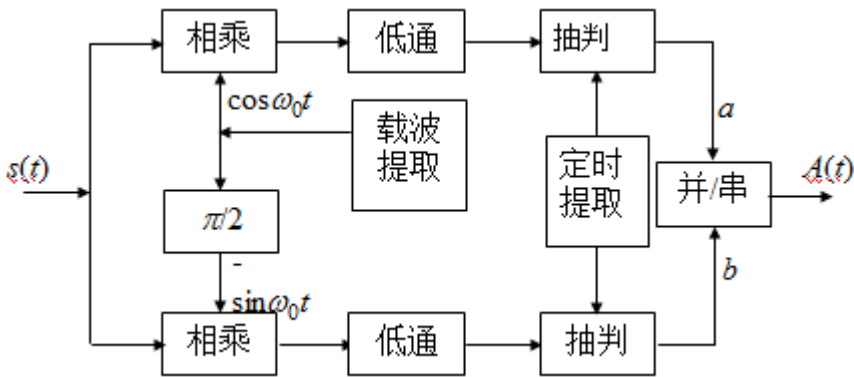 相乘
低通
抽判
cosω₀t
载波
提取
a
s(t)
定时
提取
并/串
A(t)
π/2
b
-
sinω₀t
相乘
低通
抽判